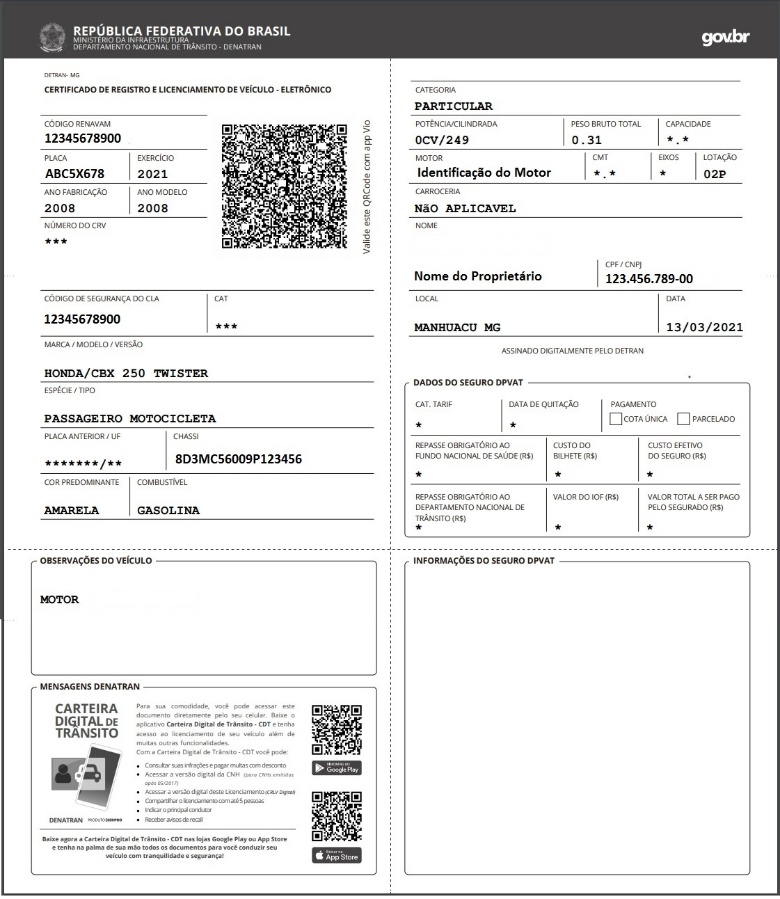 REPÚBLICA FEDERATIVA DO BRASIL
MINISTÉRIO DA INFRAESTRUTURA
DEPARTAMENTO NACIONAL DE TRÂNSITO - DENATRAN
gov.br
DETRAN- MG
CERTIFICADO DE REGISTRO E LICENCIAMENTO DE VEÍCULO - ELETRÔNICO
CÓDIGO RENAVAM
12345678900
PLACA EXERCÍCIO
ABC5X678 2021
ANO FABRICAÇÃO ANO MODELO
2008 2008
NÚMERO DO CRV
***
Valide este QRCode com app Vio
CÓDIGO DE SEGURANÇA DO CLA CAT
12345678900 ***
MARCA / MODELO / VERSÃO
HONDA/CBX 250 TWISTER
ESPÉCIE / TIPO
PASSAGEIRO MOTOCICLETA
PLACA ANTERIOR / UF CHASSI
*******/** 8D3MC56009P123456
COR PREDOMINANTE COMBUSTÍVEL
AMARELA GASOLINA
CATEGORIA
PARTICULAR
POTÊNCIA/CILINDRADA PESO BRUTO TOTAL CAPACIDADE
0CV/249 0.31 *.*
MOTOR CMT EIXOS LOTAÇÃO
Identificação do Motor *.* * 02P
CARROCERIA
NãO APLICAVEL
NOME
CPF / CNPJ
Nome do Proprietário 123.456.789-00
LOCAL DATA
MANHUACU MG 13/03/2021
ASSINADO DIGITALMENTE PELO DETRAN
DADOS DO SEGURO DPVAT
CAT. TARIF DATA DE QUITAÇÃO PAGAMENTO
* * COTA ÚNICA PARCELADO
REPASSE OBRIGATÓRIO AO CUSTO DO CUSTO EFETIVO
FUNDO NACIONAL DE SAÚDE (R$) BILHETE (R$) DO SEGURO (R$)
* * *
REPASSE OBRIGATÓRIO AO VALOR DO IOF (R$) VALOR TOTAL A SER PAGO
DEPARTAMENTO NACIONAL DE PELO SEGURADO (R$)
TRÂNSITO (R$)
* * *
OBSERVAÇÕES DO VEÍCULO
MOTOR
INFORMAÇÕES DO SEGURO DPVAT
MENSAGENS DENATRAN
CARTEIRA
DIGITAL DE
TRÂNSITO
DENATRAN PRODUTO SERPRO
Para sua comodidade, você pode acessar este
documento diretamente pelo seu celular. Baixe o
aplicativo Carteira Digital de Trânsito - CDT e tenha
acesso ao licenciamento de seu veículo além de
muitas outras funcionalidades.
Com a Carteira Digital de Trânsito - CDT você pode:
• Consultar suas infrações e pagar multas com desconto
• Acessar a versão digital da CNH (para CNHs emitidas
após 05/2017)
• Acessar a versão digital deste Licenciamento (CRLV Digital)
• Compartilhar o licenciamento com até 5 pessoas
• Indicar o principal condutor
• Receber avisos de recall
Google Play
App Store
Baixe agora a Carteira Digital de Trânsito - CDT nas lojas Google Play ou App Store
e tenha na palma de sua mão todos os documentos para você conduzir seu
veículo com tranquilidade e segurança!